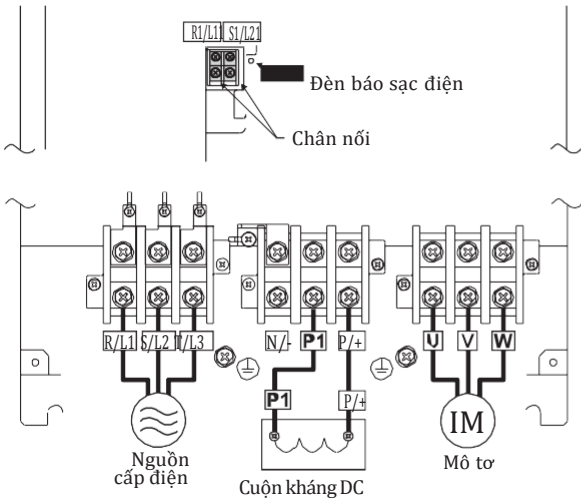 R1/L11 S1/L21
Đèn báo sạc điện
Chân nối
R/L1 S/L2 T/L3 N/- P1 P/+ U V W
P1 P/+
IM
Nguồn
cấp điện
Cuộn kháng DC
Mô tơ